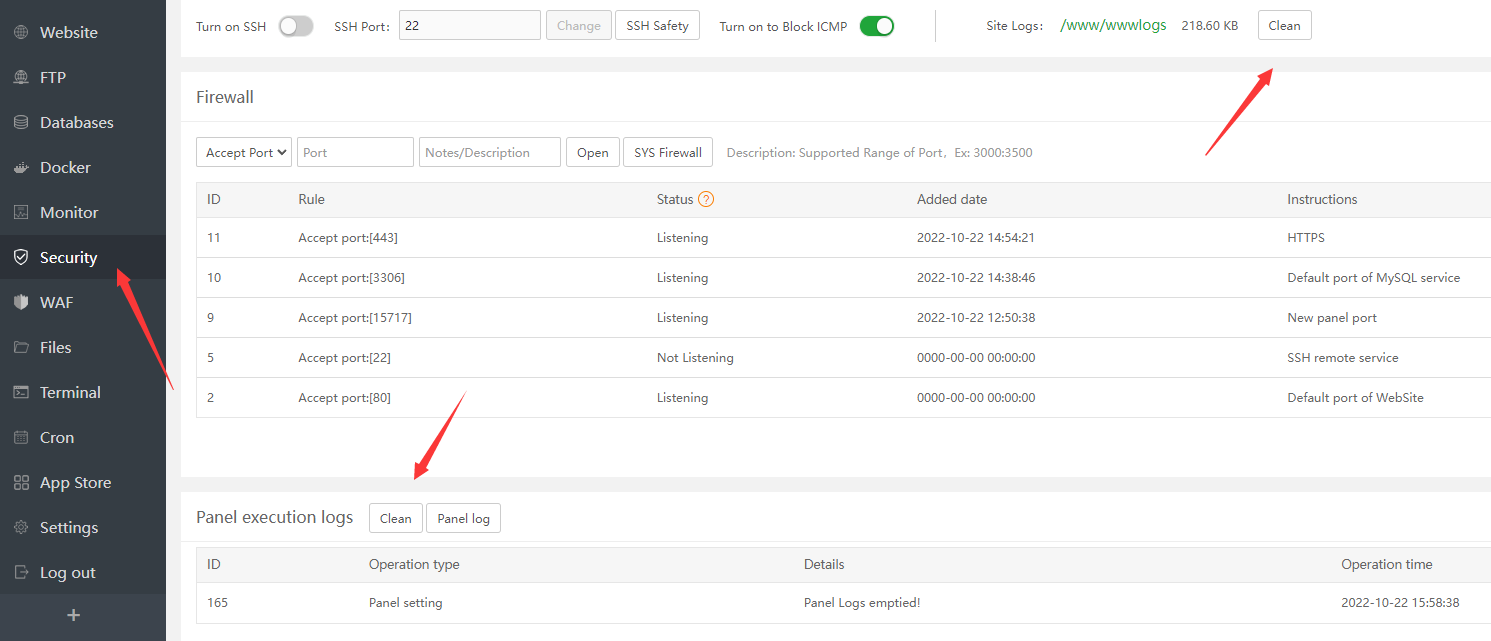 Website
FTP
Databases
Docker
Monitor
Security
WAF
Files
Terminal
Cron
App Store
Settings
Log out
+
Turn on SSH SSH Port: 22 Change SSH Safety Turn on to Block ICMP Site Logs: /www/wwwlogs 218.60 KB Clean
Firewall
Accept Port Port Notes/Description Open SYS Firewall Description: Supported Range of Port，Ex: 3000:3500
ID Rule Status ? Added date Instructions
11 Accept port:[443] Listening 2022-10-22 14:54:21 HTTPS
10 Accept port:[3306] Listening 2022-10-22 14:38:46 Default port of MySQL service
9 Accept port:[15717] Listening 2022-10-22 12:50:38 New panel port
5 Accept port:[22] Not Listening 0000-00-00 00:00:00 SSH remote service
2 Accept port:[80] Listening 0000-00-00 00:00:00 Default port of WebSite
Panel execution logs Clean Panel log
ID Operation type Details Operation time
165 Panel setting Panel Logs emptied! 2022-10-22 15:58:38